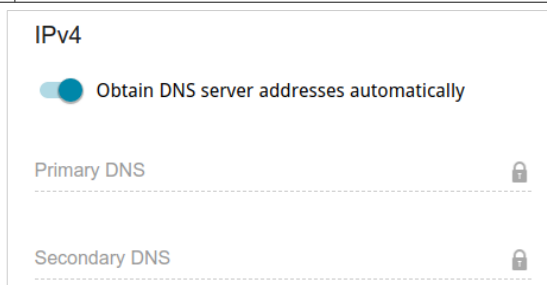 IPv4
Obtain DNS server addresses automatically
Primary DNS
Secondary DNS